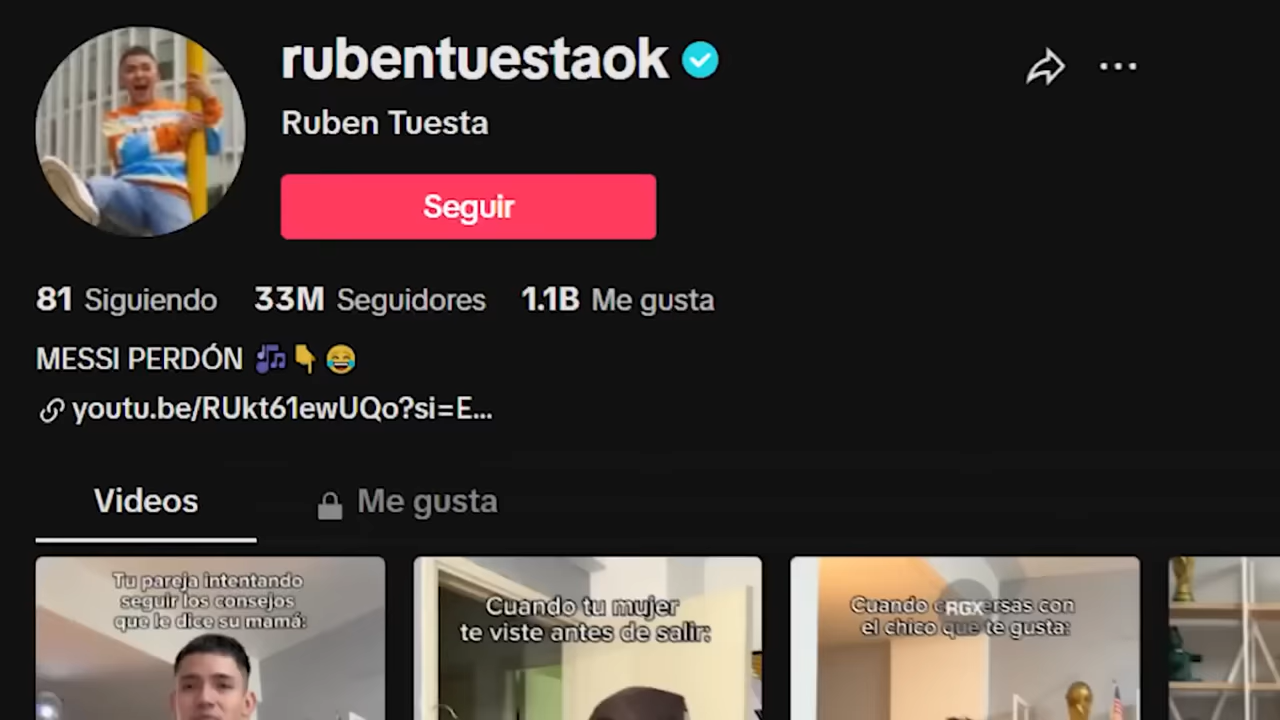 rubentuestaok
Ruben Tuesta
Seguir
81 Siguiendo 33M Seguidores 1.1B Me gusta
MESSI PERDÓN 🎶👇😂
youtu.be/RUkt61ewUQo?si=E...
Videos Me gusta
Tu pareja intentando
seguir los consejos
que le dice su mamá:
Cuando tu mujer
te viste antes de salir:
Cuando con
el chico que te gusta:
RGX